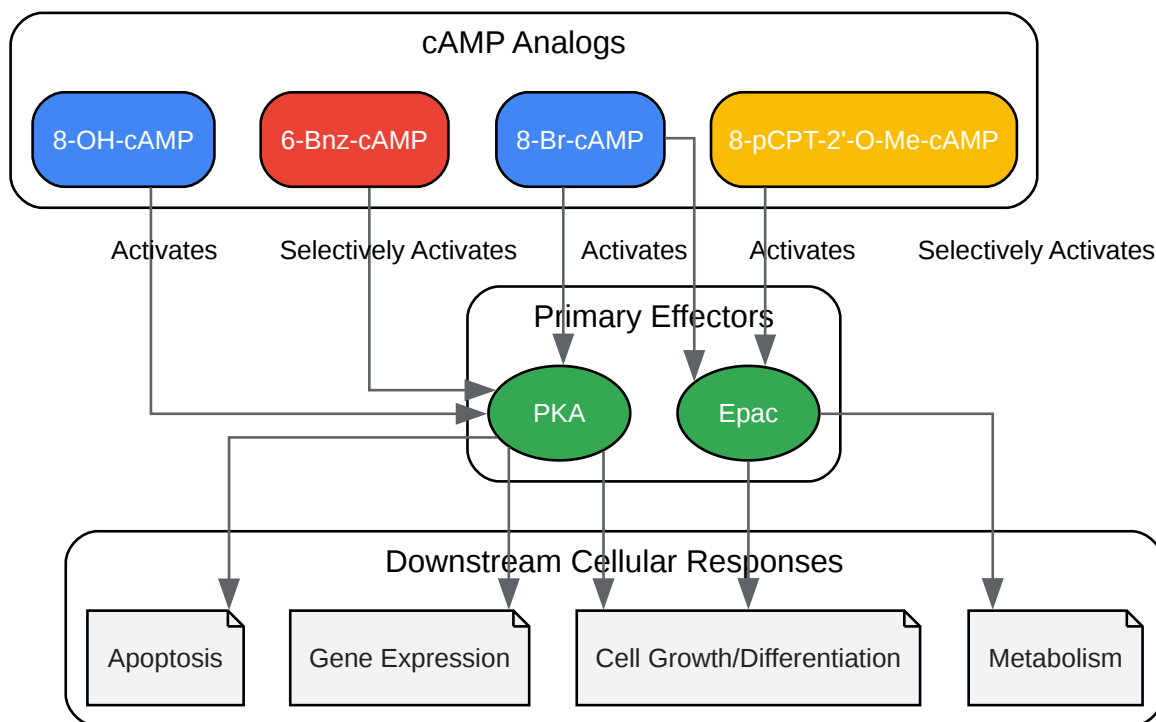 cAMP Analogs
8-OH-cAMP
6-Bnz-cAMP
8-Br-cAMP
8-pCPT-2'-O-Me-cAMP
Activates
Selectively Activates
Activates
Activates
Selectively Activates
Primary Effectors
PKA
Epac
Downstream Cellular Responses
Apoptosis
Gene Expression
Cell Growth/Differentiation
Metabolism